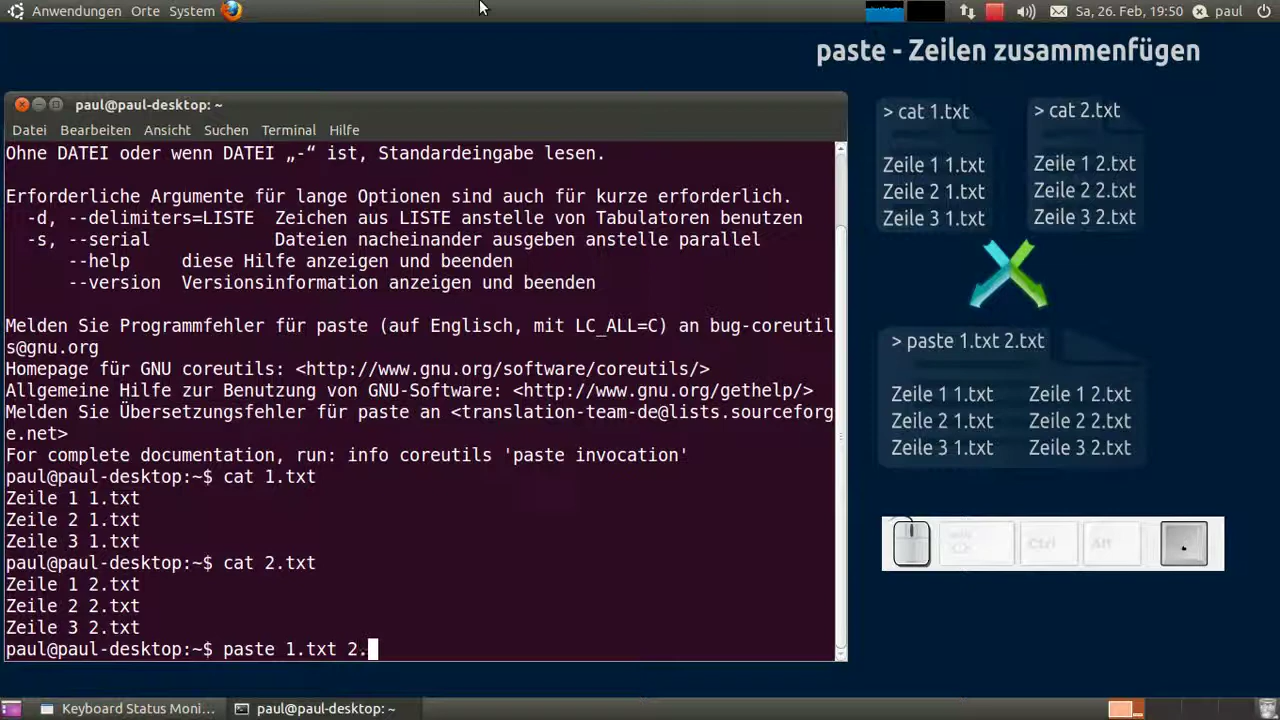 Anwendungen Orte System
Sa, 26. Feb, 19:50 paul
paste - Zeilen zusammenfügen
paul@paul-desktop: ~
Datei Bearbeiten Ansicht Suchen Terminal Hilfe
Ohne DATEI oder wenn DATEI „-“ ist, Standardeingabe lesen.
Erforderliche Argumente für lange Optionen sind auch für kurze erforderlich.
-d, --delimiters=LISTE Zeichen aus LISTE anstelle von Tabulatoren benutzen
-s, --serial Dateien nacheinander ausgeben anstelle parallel
--help diese Hilfe anzeigen und beenden
--version Versionsinformation anzeigen und beenden
Melden Sie Programmfehler für paste (auf Englisch, mit LC_ALL=C) an bug-coreutil
s@gnu.org
Homepage für GNU coreutils: <http://www.gnu.org/software/coreutils/>
Allgemeine Hilfe zur Benutzung von GNU-Software: <http://www.gnu.org/gethelp/>
Melden Sie Übersetzungsfehler für paste an <translation-team-de@lists.sourceforg
e.net>
For complete documentation, run: info coreutils 'paste invocation'
paul@paul-desktop:~$ cat 1.txt
Zeile 1 1.txt
Zeile 2 1.txt
Zeile 3 1.txt
paul@paul-desktop:~$ cat 2.txt
Zeile 1 2.txt
Zeile 2 2.txt
Zeile 3 2.txt
paul@paul-desktop:~$ paste 1.txt 2.
> cat 1.txt
Zeile 1 1.txt
Zeile 2 1.txt
Zeile 3 1.txt
> cat 2.txt
Zeile 1 2.txt
Zeile 2 2.txt
Zeile 3 2.txt
> paste 1.txt 2.txt
Zeile 1 1.txt Zeile 1 2.txt
Zeile 2 1.txt Zeile 2 2.txt
Zeile 3 1.txt Zeile 3 2.txt
Ctrl Alt .
Keyboard Status Moni... paul@paul-desktop: ~